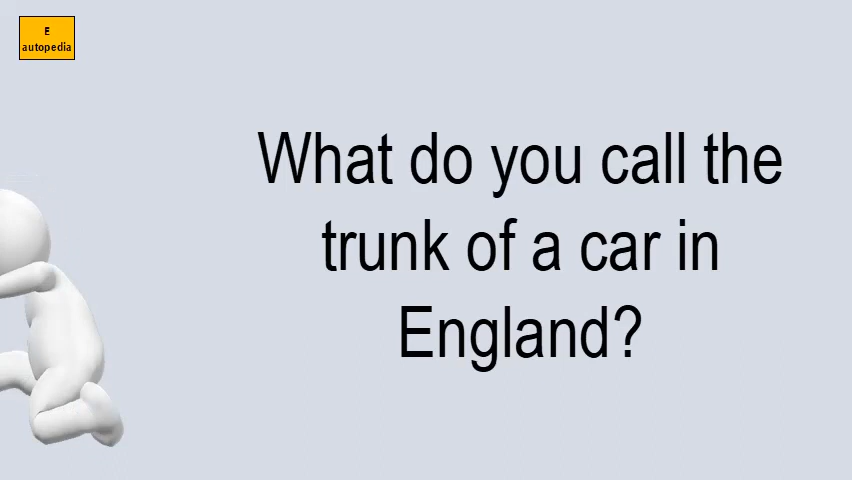 E
autopedia
What do you call the
trunk of a car in
England?